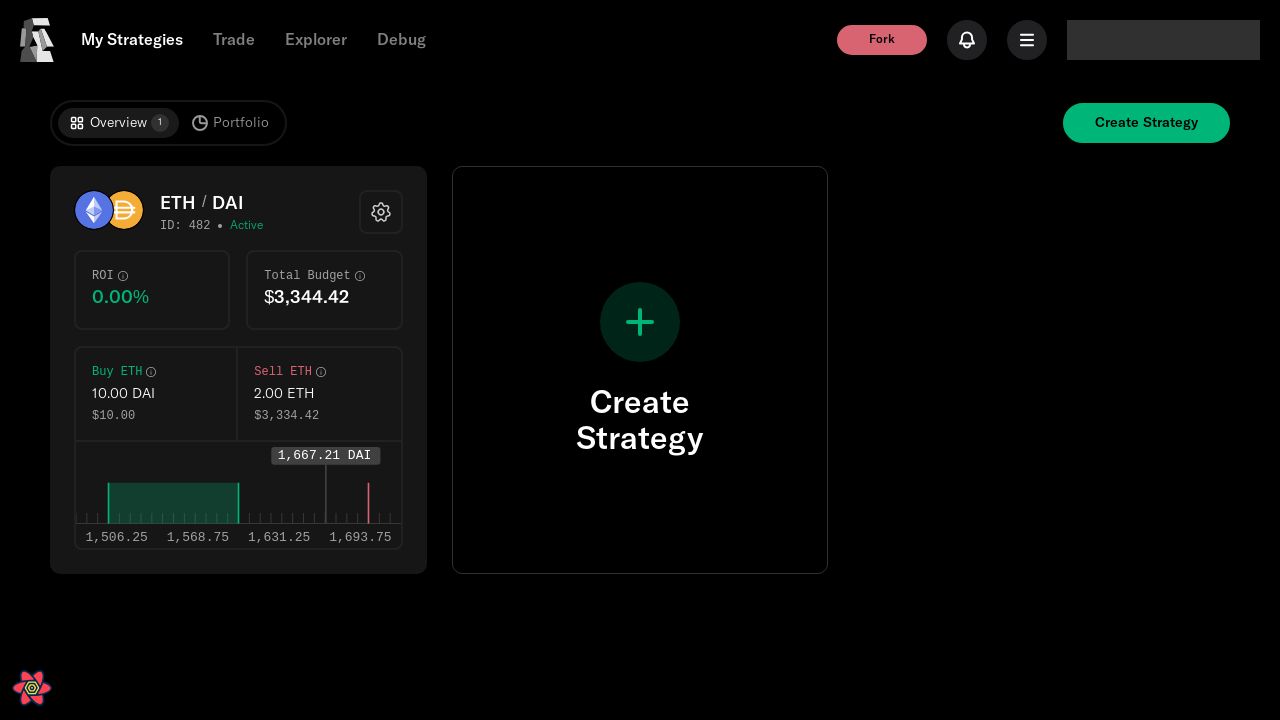 My Strategies Trade Explorer Debug Fork
Overview 1 Portfolio Create Strategy
ETH / DAI
ID: 482 • Active
ROI Total Budget
0.00% $3,344.42
Buy ETH Sell ETH
10.00 DAI 2.00 ETH
$10.00 $3,334.42
1,667.21 DAI
1,506.25 1,568.75 1,631.25 1,693.75
Create
Strategy